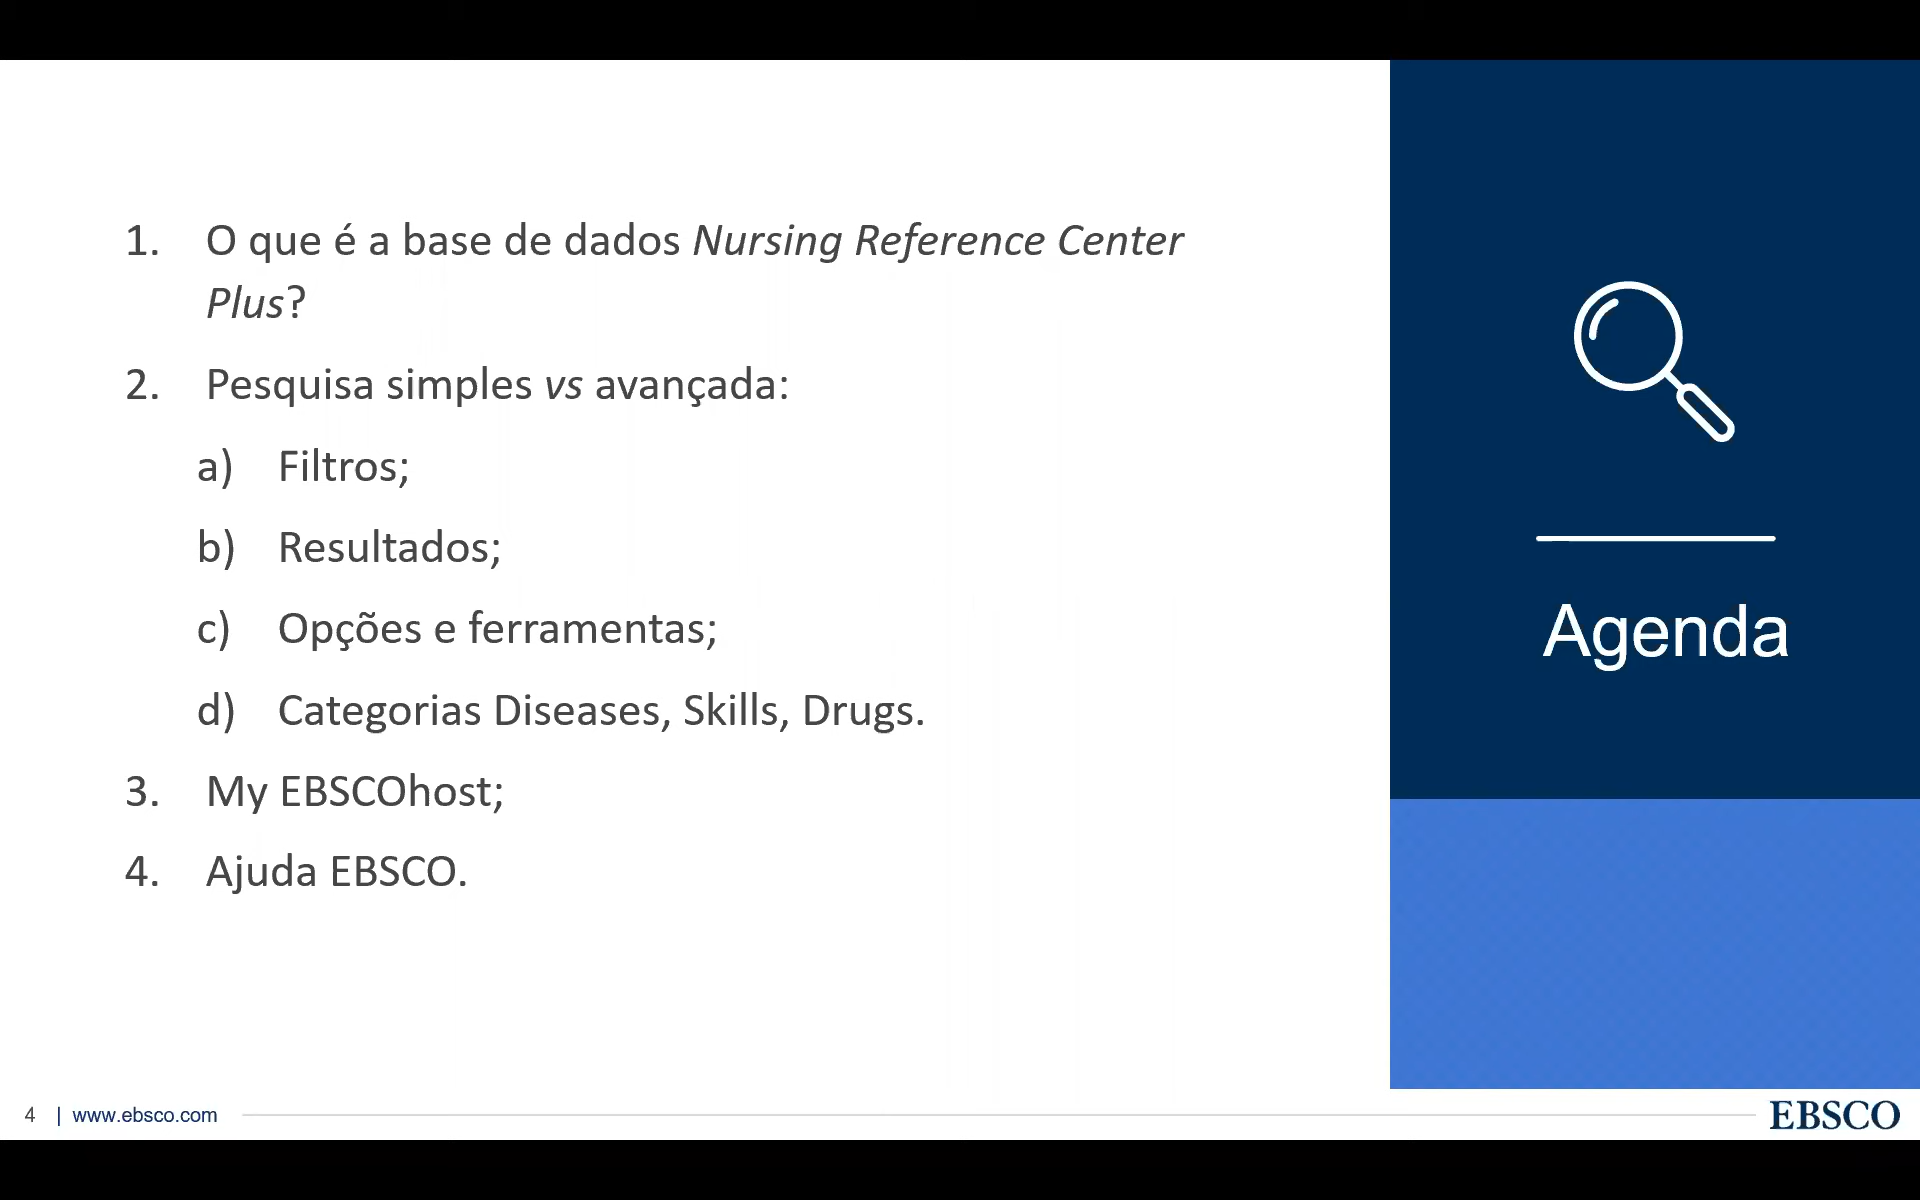 1. O que é a base de dados Nursing Reference Center
Plus?
2. Pesquisa simples vs avançada:
a) Filtros;
b) Resultados;
c) Opções e ferramentas;
d) Categorias Diseases, Skills, Drugs.
3. My EBSCOhost;
4. Ajuda EBSCO.
Agenda
4 | www.ebsco.com
EBSCO